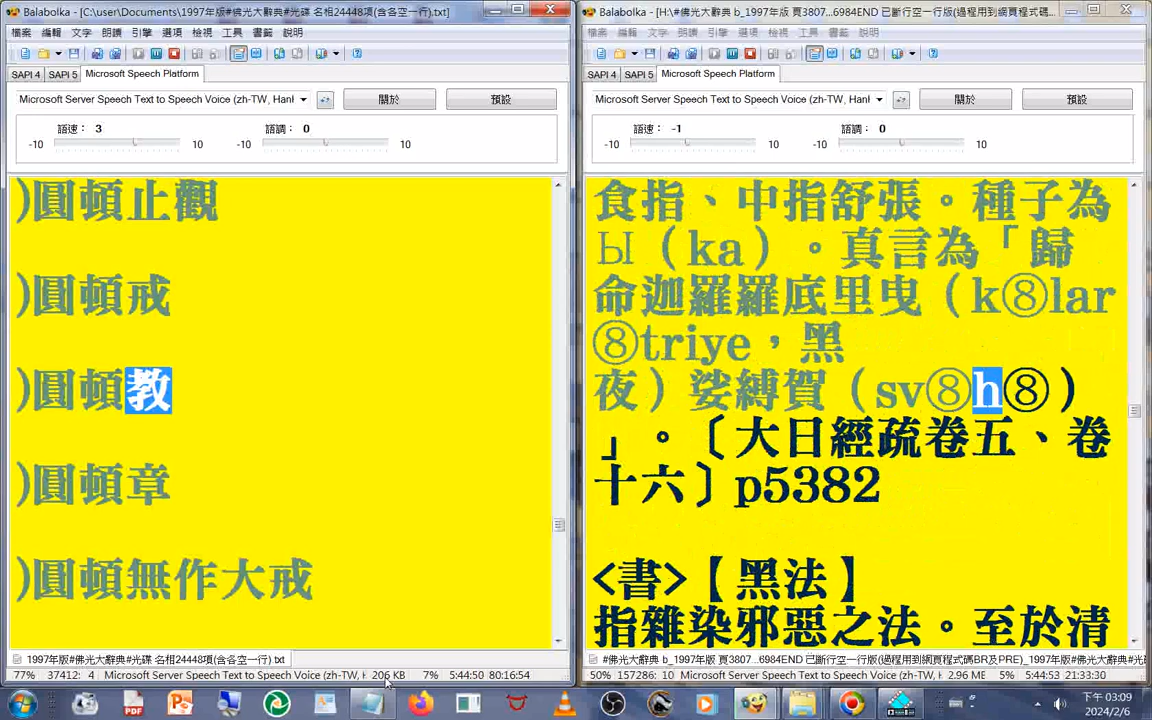 Balabolka - [C:\user\Documents\1997年版#佛光大辭典#光碟 名相24448項(含各空一行).txt]
檔案 編輯 文字 朗讀 引擎 選項 檢視 工具 書籤 說明
SAPI 4 SAPI 5 Microsoft Speech Platform
Microsoft Server Speech Text to Speech Voice (zh-TW, Hanl 關於 預設
語速： 3 語調： 0
-10 10 -10 10
)圓頓止觀
)圓頓戒
)圓頓教
)圓頓章
)圓頓無作大戒
1997年版#佛光大辭典#光碟 名相24448項(含各空一行).txt
77% 37412: 4 Microsoft Server Speech Text to Speech Voice (zh-TW, H 206 KB 7% 5:44:50 80:16:54
Balabolka - [H:\#佛光大辭典 b_1997年版 頁3807...6984END 已斷行空一行版(過程用到網頁程式碼...
檔案 編輯 文字 朗讀 引擎 選項 檢視 工具 書籤 說明
SAPI 4 SAPI 5 Microsoft Speech Platform
Microsoft Server Speech Text to Speech Voice (zh-TW, Hanl 關於 預設
語速： -1 語調： 0
-10 10 -10 10
食指、中指舒張。種子為
Ы（ka）。真言為「歸
命迦羅羅底里曳（k⑧lar
⑧triye，黑
夜）娑縛賀（sv⑧h⑧）
」。〔大日經疏卷五、卷
十六〕p5382
<書>【黑法】
指雜染邪惡之法。至於清
#佛光大辭典 b_1997年版 頁3807...6984END 已斷行空一行版(過程用到網頁程式碼BR及PRE)_1997年版#光
50% 157286: 10 Microsoft Server Speech Text to Speech Voice (zh-TW, H 2.96 ME 5% 5:44:53 21:33:30
下午 03:09
2024/2/6